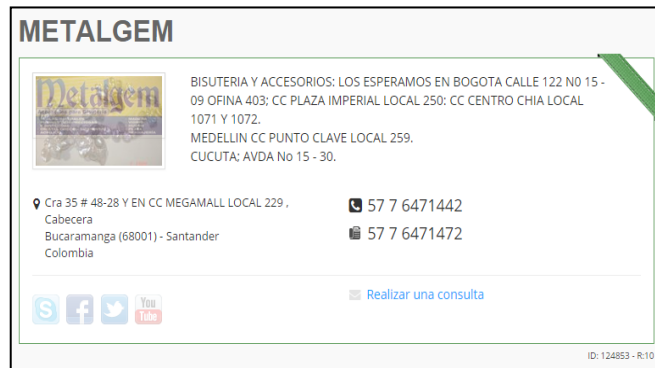 METALGEM
Metalgem
BISUTERIA Y ACCESORIOS: LOS ESPERAMOS EN BOGOTA CALLE 122 N0 15 -
09 OFINA 403; CC PLAZA IMPERIAL LOCAL 250: CC CENTRO CHIA LOCAL
1071 Y 1072.
MEDELLIN CC PUNTO CLAVE LOCAL 259.
CUCUTA; AVDA No 15 - 30.
Cra 35 # 48-28 Y EN CC MEGAMALL LOCAL 229 ,
Cabecera
Bucaramanga (68001) - Santander
Colombia
57 7 6471442
57 7 6471472
You
Tube
Realizar una consulta
ID: 124853 - R:10